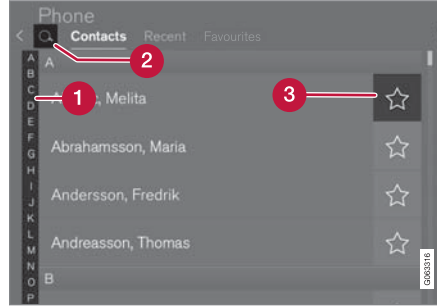 Phone
< Contacts Recent Favourites
2
A A
B
C
1 , Melita 3
D
E
F
Abrahamsson, Maria
G
H
I
Andersson, Fredrik
J
K
L
Andreasson, Thomas
M
N
O B
P
G063316